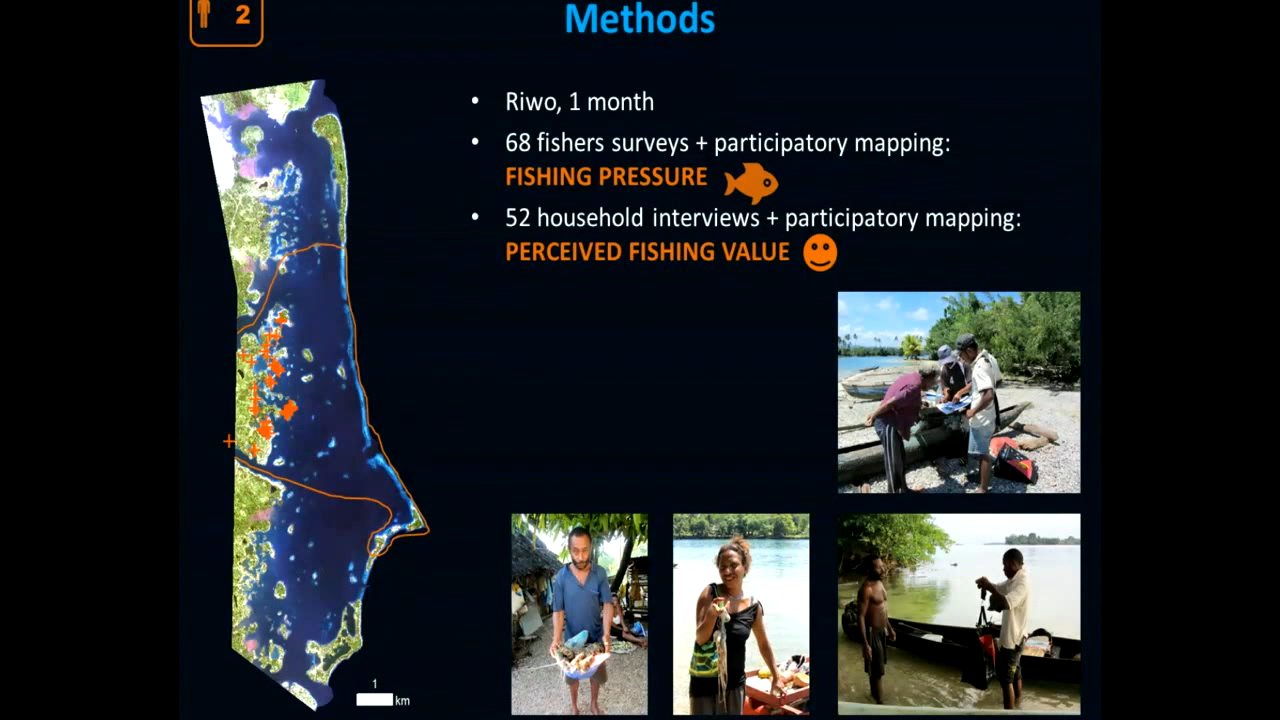 2
Methods
• Riwo, 1 month
• 68 fishers surveys + participatory mapping:
FISHING PRESSURE
• 52 household interviews + participatory mapping:
PERCEIVED FISHING VALUE
1
km